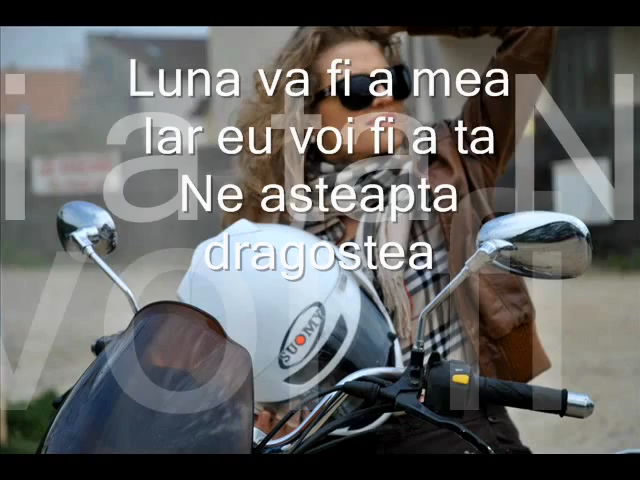 Luna va fi a mea
Iar eu voi fi a ta
Ne asteapta
dragostea
SUOMY